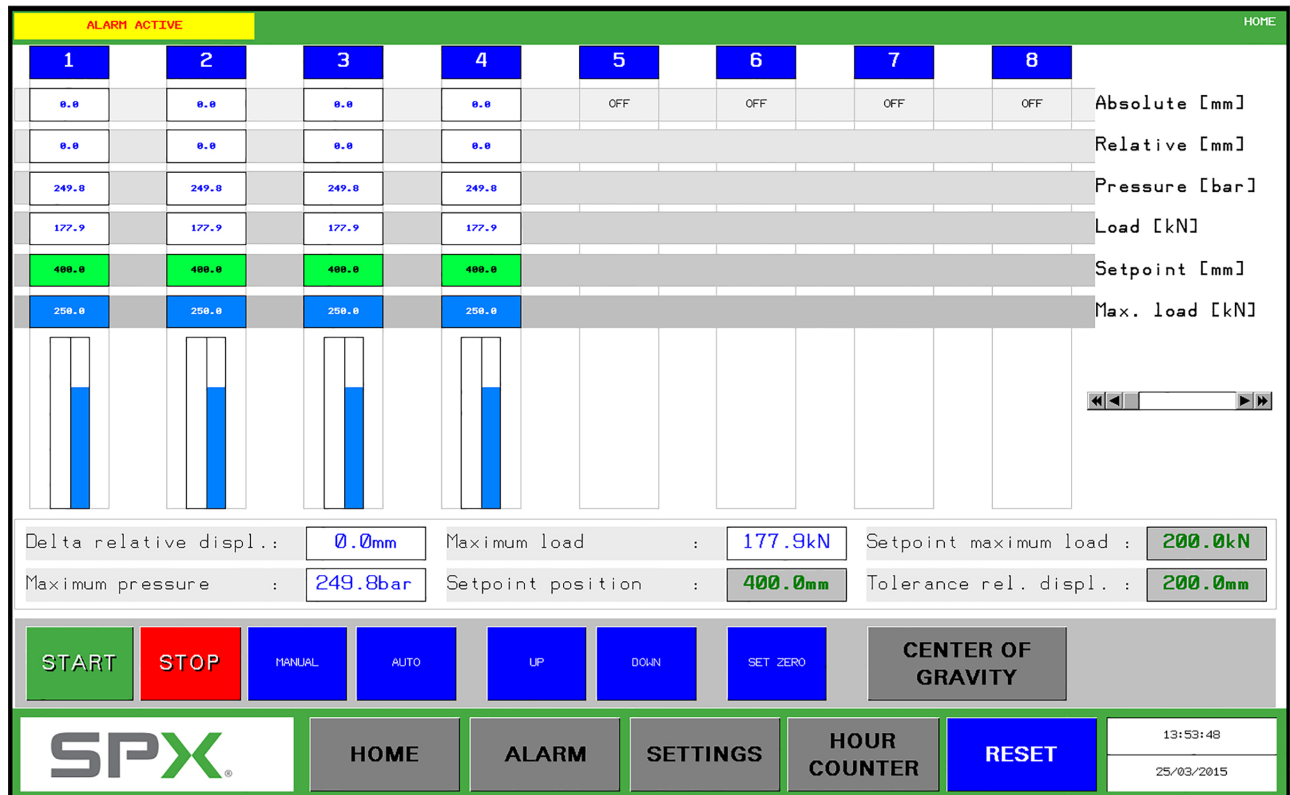 ALARM ACTIVE HOME
1 2 3 4 5 6 7 8
0.0 0.0 0.0 0.0 OFF OFF OFF OFF Absolute [mm]
0.0 0.0 0.0 0.0 Relative [mm]
249.8 249.8 249.8 249.8 Pressure [bar]
177.9 177.9 177.9 177.9 Load [kN]
400.0 400.0 400.0 400.0 Setpoint [mm]
250.0 250.0 250.0 250.0 Max. load [kN]
Delta relative displ.: 0.0mm Maximum load : 177.9kN Setpoint maximum load : 200.0kN
Maximum pressure : 249.8bar Setpoint position : 400.0mm Tolerance rel. displ. : 200.0mm
START STOP MANUAL AUTO UP DOWN SET ZERO CENTER OF
GRAVITY
SPX® HOME ALARM SETTINGS HOUR
COUNTER RESET 13:53:48
25/03/2015